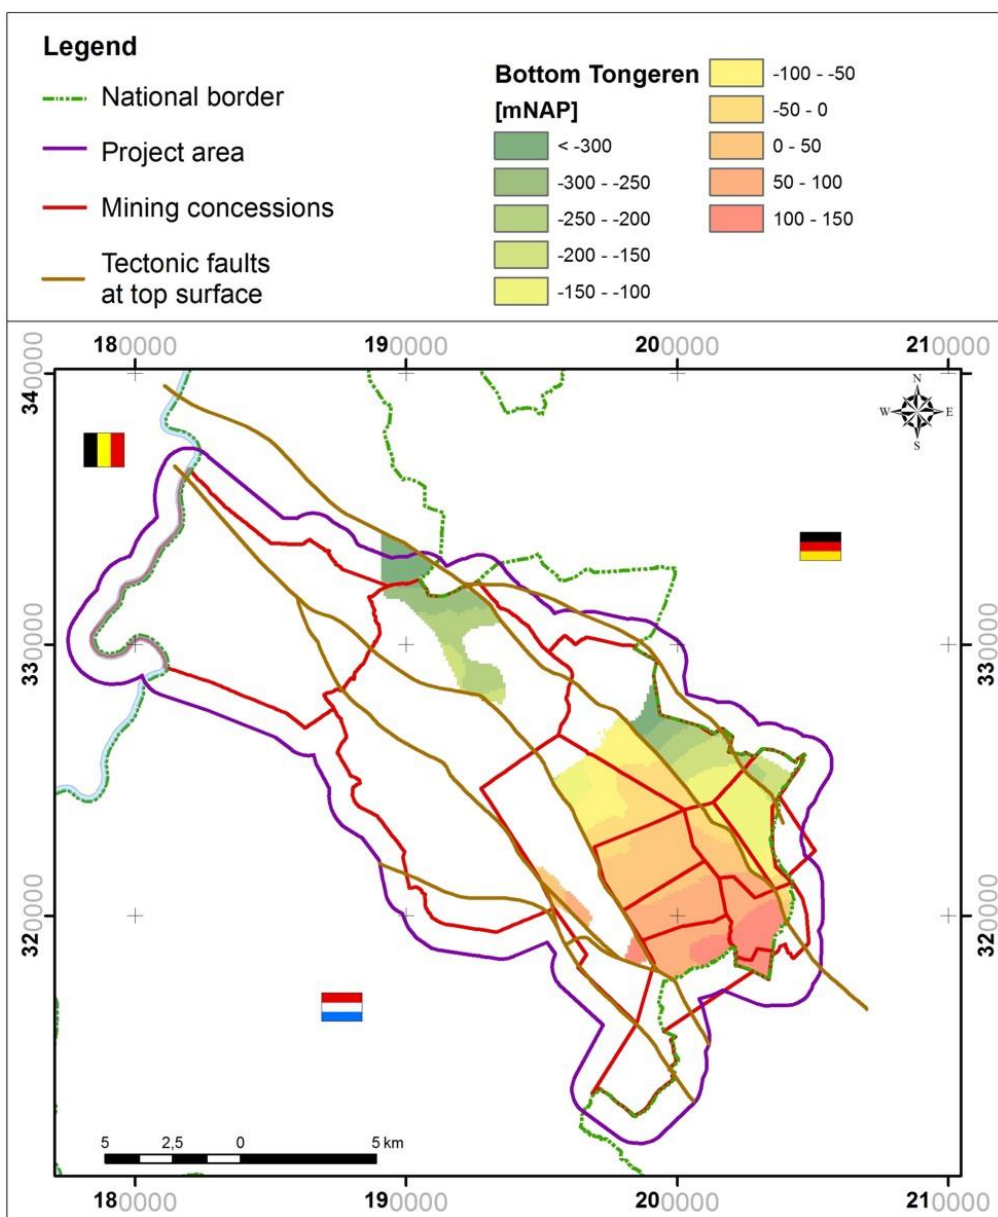 Legend
National border
Project area
Mining concessions
Tectonic faults
at top surface
Bottom Tongeren
[mNAP]
< -300
-300 - -250
-250 - -200
-200 - -150
-150 - -100
-100 - -50
-50 - 0
0 - 50
50 - 100
100 - 150
180000
190000
200000
210000
340000
340000
330000
330000
320000
320000
N
W
E
S
5
2,5
0
5 km
180000
190000
200000
210000